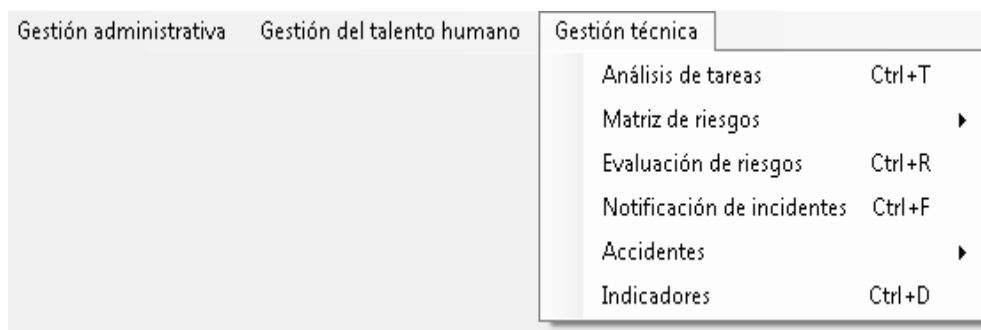 Gestión administrativa Gestión del talento humano Gestión técnica
Análisis de tareas Ctrl+T
Matriz de riesgos
Evaluación de riesgos Ctrl+R
Notificación de incidentes Ctrl+F
Accidentes
Indicadores Ctrl+D